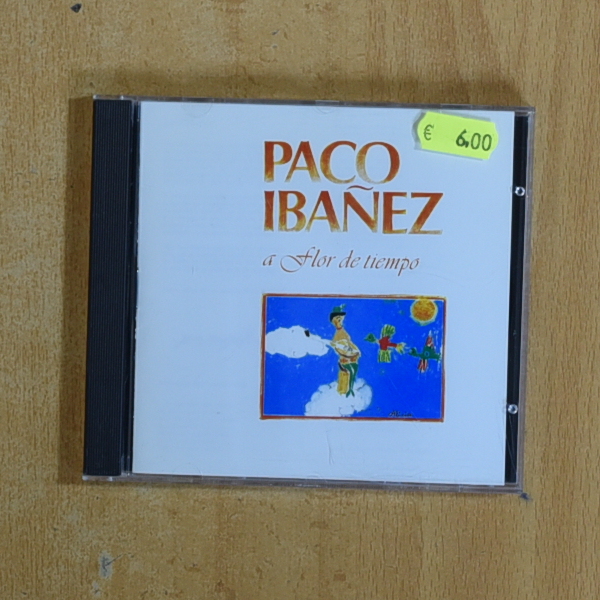 € 6,00
PACO
IBAÑEZ
a Flor de tiempo